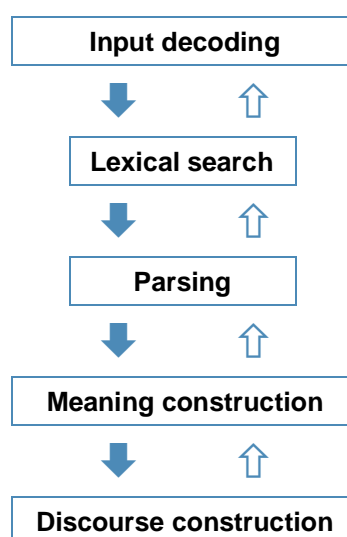 Input decoding
Lexical search
Parsing
Meaning construction
Discourse construction